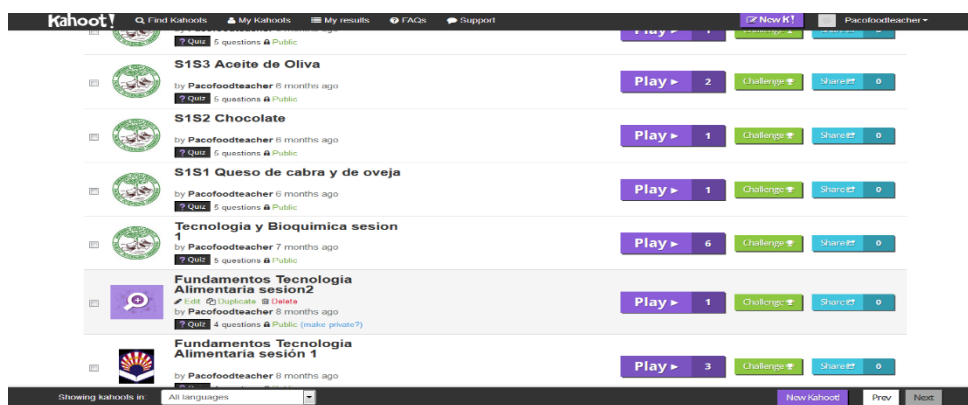 Kahoot! Find Kahoots My Kahoots My results FAQs Support New K! Pacofoodteacher
? Quiz 5 questions Public
S1S3 Aceite de Oliva
by Pacofoodteacher 6 months ago
Play 2 Challenge Share 0
? Quiz 5 questions Public
S1S2 Chocolate
by Pacofoodteacher 6 months ago
Play 1 Challenge Share 0
? Quiz 5 questions Public
S1S1 Queso de cabra y de oveja
by Pacofoodteacher 6 months ago
Play 1 Challenge Share 0
? Quiz 5 questions Public
Tecnologia y Bioquimica sesion
1
by Pacofoodteacher 7 months ago
Play 6 Challenge Share 0
? Quiz 5 questions Public
Fundamentos Tecnología
Alimentaria sesion2
Edit Duplicate Delete
by Pacofoodteacher 8 months ago
Play 1 Challenge Share 0
? Quiz 4 questions Public (make private?)
Fundamentos Tecnologia
Alimentaria sesión 1
by Pacofoodteacher 8 months ago
Play 3 Challenge Share 0
Showing kahoots in: All languages New Kahoot! Prev Next